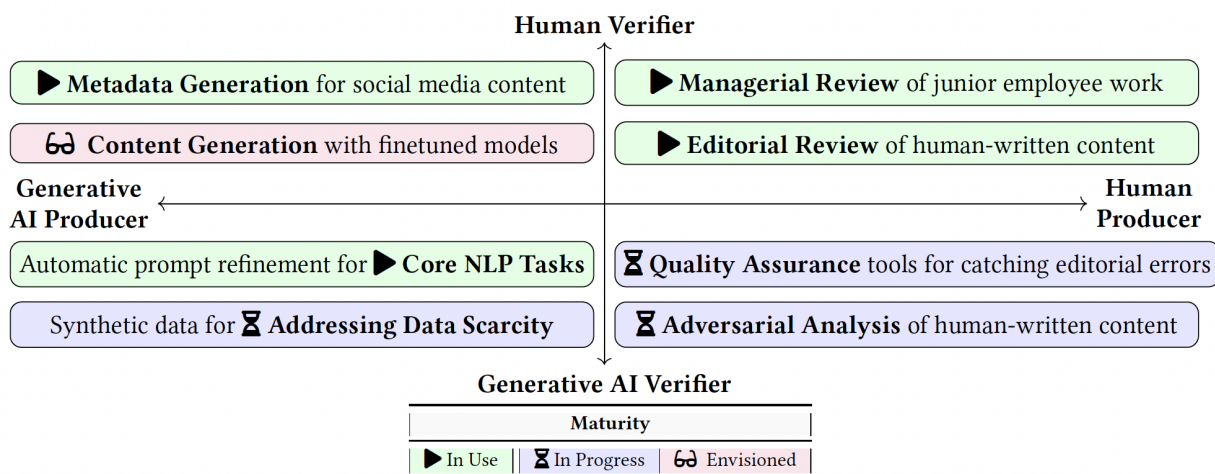 Human Verifier
Metadata Generation for social media content
Managerial Review of junior employee work
Content Generation with finetuned models
Editorial Review of human-written content
Generative
AI Producer
Human
Producer
Automatic prompt refinement for Core NLP Tasks
Quality Assurance tools for catching editorial errors
Synthetic data for Addressing Data Scarcity
Adversarial Analysis of human-written content
Generative AI Verifier
Maturity
In Use
In Progress
Envisioned